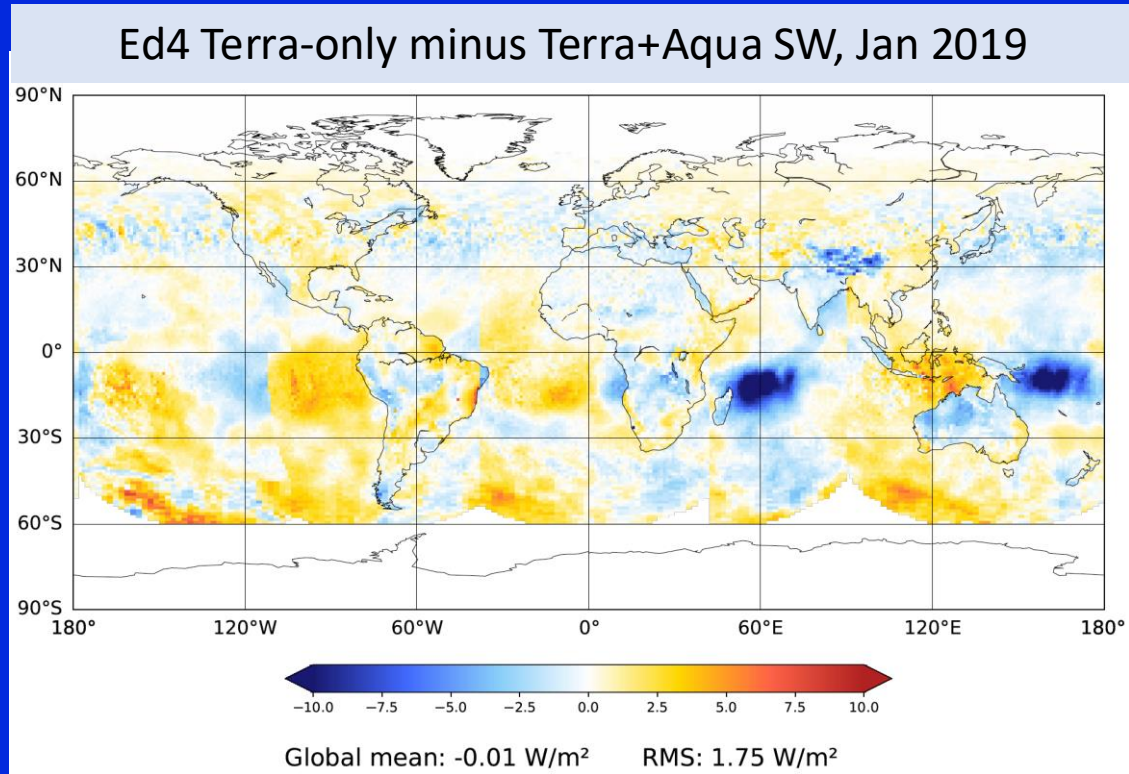 Ed4 Terra-only minus Terra+Aqua SW, Jan 2019
90°N
60°N
30°N
0°
30°S
60°S
90°S
180° 120°W 60°W 0° 60°E 120°E 180°
−10.0 −7.5 −5.0 −2.5 0.0 2.5 5.0 7.5 10.0
Global mean: -0.01 W/m² RMS: 1.75 W/m²